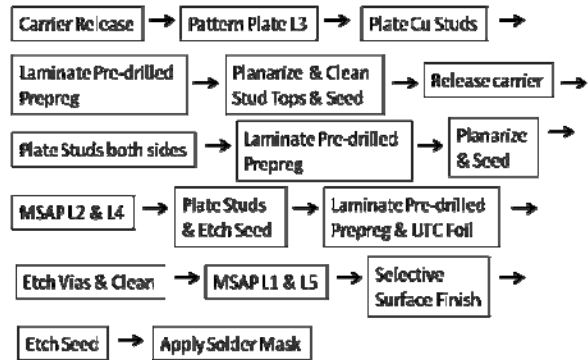 Carrier Release
Pattern Plate L3
Plate Cu Studs
Laminate Pre-drilled
Prepreg
Planarize & Clean
Stud Tops & Seed
Release carrier
Plate Studs both sides
Laminate Pre-drilled
Prepreg
Planarize
& Seed
MSAP L2 & L4
Plate Studs
& Etch Seed
Laminate Pre-drilled
Prepreg & UTC Foil
Etch Vias & Clean
MSAP L1 & L5
Selective
Surface Finish
Etch Seed
Apply Solder Mask